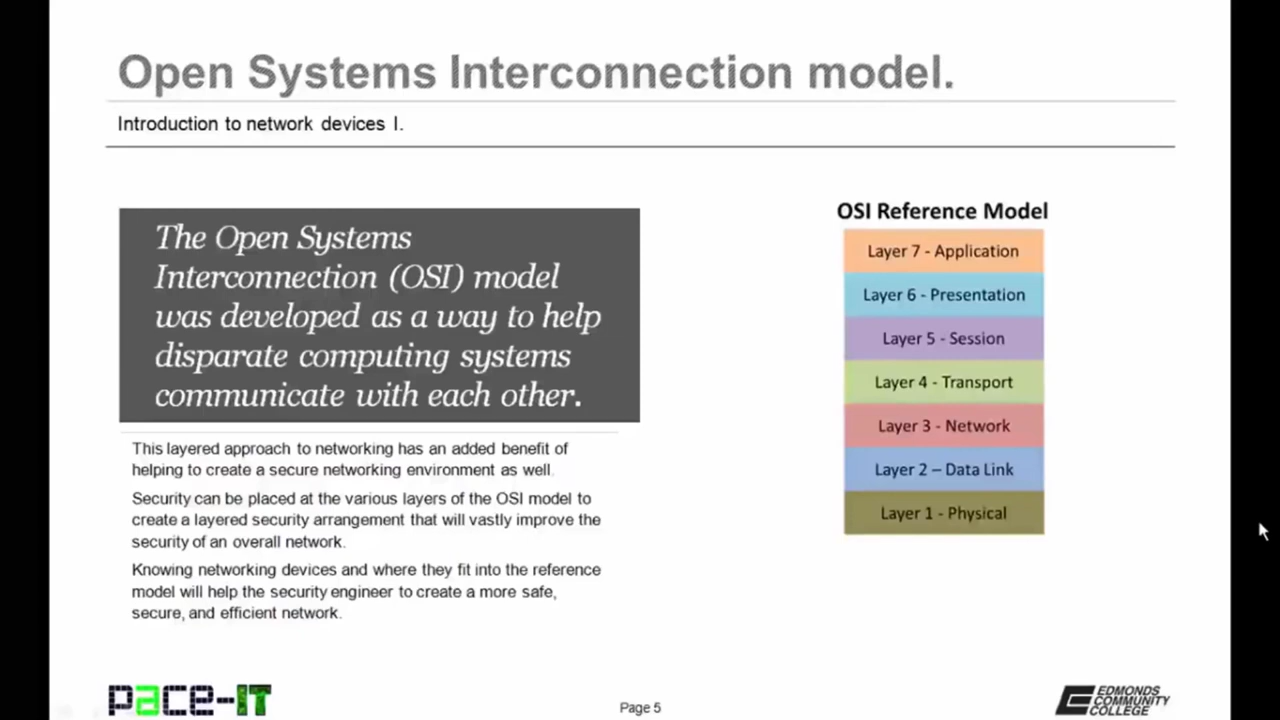 Open Systems Interconnection model.
Introduction to network devices I.
The Open Systems
Interconnection (OSI) model
was developed as a way to help
disparate computing systems
communicate with each other.
This layered approach to networking has an added benefit of
helping to create a secure networking environment as well.
Security can be placed at the various layers of the OSI model to
create a layered security arrangement that will vastly improve the
security of an overall network.
Knowing networking devices and where they fit into the reference
model will help the security engineer to create a more safe,
secure, and efficient network.
OSI Reference Model
Layer 7 - Application
Layer 6 - Presentation
Layer 5 - Session
Layer 4 - Transport
Layer 3 - Network
Layer 2 – Data Link
Layer 1 - Physical
pace-IT
Page 5
EDMONDS
COMMUNITY
COLLEGE